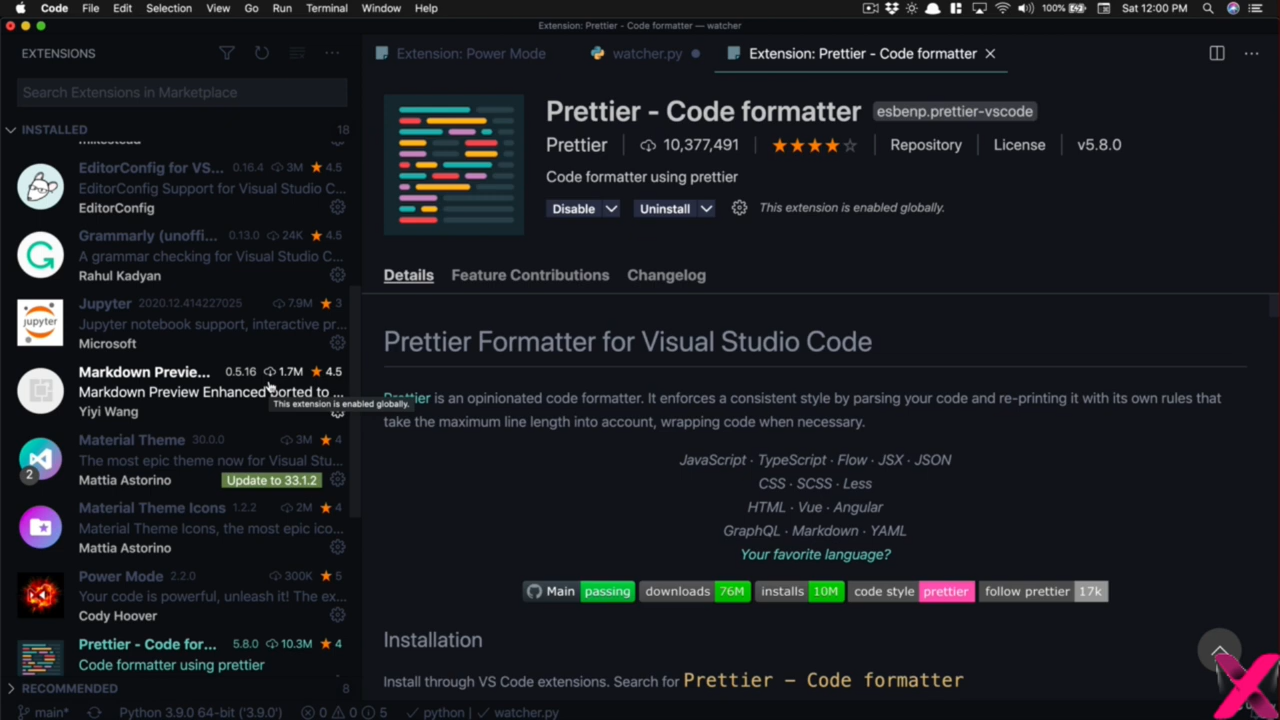 Code File Edit Selection View Go Run Terminal Window Help 100% Sat 12:00 PM
Extension: Prettier - Code formatter — watcher
EXTENSIONS
Extension: Power Mode
watcher.py
Extension: Prettier - Code formatter
Search Extensions in Marketplace
INSTALLED 18
mikestead
EditorConfig for VS... 0.16.4 3M 4.5
EditorConfig Support for Visual Studio C...
EditorConfig
Grammarly (unoffi... 0.13.0 24K 4.5
A grammar checking for Visual Studio C...
Rahul Kadyan
Jupyter 2020.12.414227025 7.9M 3
Jupyter notebook support, interactive pr...
Microsoft
Markdown Previe... 0.5.16 1.7M 4.5
Markdown Preview Enhanced ported to ...
This extension is enabled globally.
Yiyi Wang
Material Theme 30.0.0 3M 4
The most epic theme now for Visual Stu...
2
Mattia Astorino Update to 33.1.2
Material Theme Icons 1.2.2 2M 4
Material Theme Icons, the most epic ico...
Mattia Astorino
Power Mode 2.2.0 300K 5
Your code is powerful, unleash it! The ex...
Cody Hoover
Prettier - Code for... 5.8.0 10.3M 4
Code formatter using prettier
RECOMMENDED 8
Prettier - Code formatter esbenp.prettier-vscode
Prettier 10,377,491 Repository License v5.8.0
Code formatter using prettier
Disable Uninstall This extension is enabled globally.
Details Feature Contributions Changelog
Prettier Formatter for Visual Studio Code
Prettier is an opinionated code formatter. It enforces a consistent style by parsing your code and re-printing it with its own rules that
take the maximum line length into account, wrapping code when necessary.
JavaScript · TypeScript · Flow · JSX · JSON
CSS · SCSS · Less
HTML · Vue · Angular
GraphQL · Markdown · YAML
Your favorite language?
Main passing downloads 76M installs 10M code style prettier follow prettier 17k
Installation
Install through VS Code extensions. Search for Prettier - Code formatter
main* Python 3.9.0 64-bit ('3.9.0') 0 0 5 python watcher.py